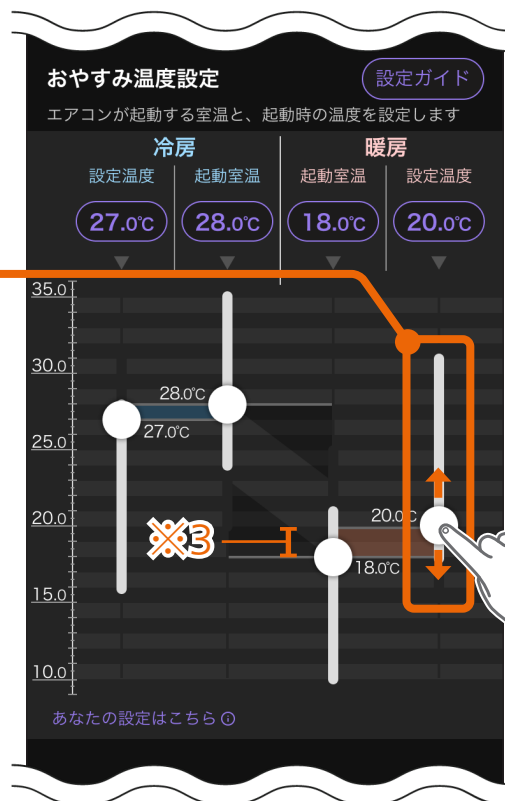 おやすみ温度設定
設定ガイド
エアコンが起動する室温と、起動時の温度を設定します
冷房 暖房
設定温度 起動室温 起動室温 設定温度
27.0℃ 28.0℃ 18.0℃ 20.0℃
35.0
30.0
28.0℃
27.0℃
25.0
20.0 20.0℃
※3
18.0℃
15.0
10.0
あなたの設定はこちら